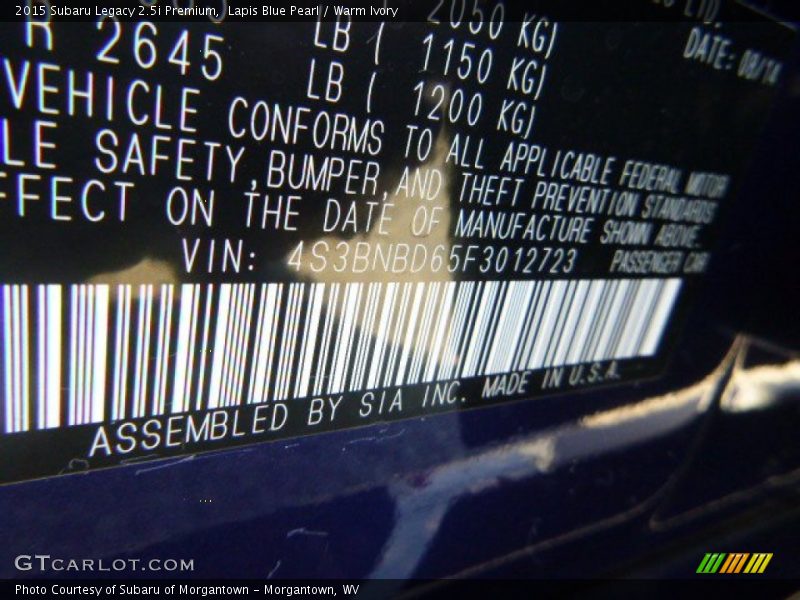 2015 Subaru Legacy 2.5i Premium, Lapis Blue Pearl / Warm Ivory
LTD.
2050 KG)
DATE: 08/14
R 2645 LB ( 1150 KG)
LB ( 1200 KG)
VEHICLE CONFORMS TO ALL APPLICABLE FEDERAL MOTOR
LE SAFETY, BUMPER, AND THEFT PREVENTION STANDARDS
FFECT ON THE DATE OF MANUFACTURE SHOWN ABOVE.
VIN: 4S3BNBD65F3012723 PASSENGER CAR
ASSEMBLED BY SIA INC. MADE IN U.S.A.
GTCARLOT.COM
Photo Courtesy of Subaru of Morgantown - Morgantown, WV